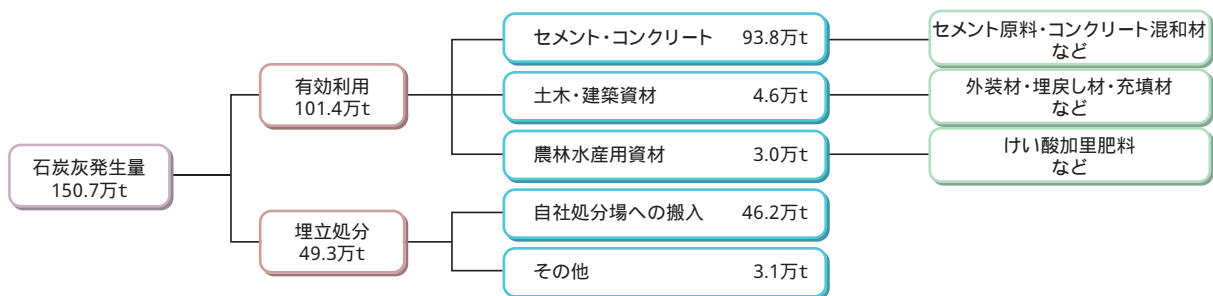 石炭灰発生量
150.7万t
有効利用
101.4万t
埋立処分
49.3万t
セメント・コンクリート 93.8万t
土木・建築資材 4.6万t
農林水産用資材 3.0万t
自社処分場への搬入 46.2万t
その他 3.1万t
セメント原料・コンクリート混和材
など
外装材・埋戻し材・充填材
など
けい酸加里肥料
など